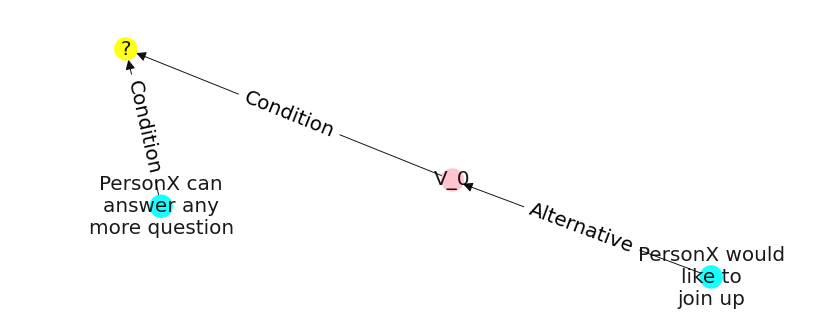 ?
Condition
Condition
PersonX can
answer any
more question
V_0
Alternative
PersonX would
like to
join up